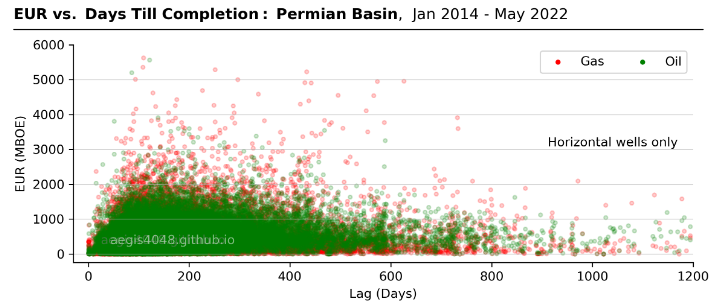 EUR vs. Days Till Completion: Permian Basin, Jan 2014 - May 2022
6000
5000
4000
3000
2000
1000
0
EUR (MBOE)
Gas Oil
Horizontal wells only
aegis4048.github.io
0 200 400 600 800 1000 1200
Lag (Days)